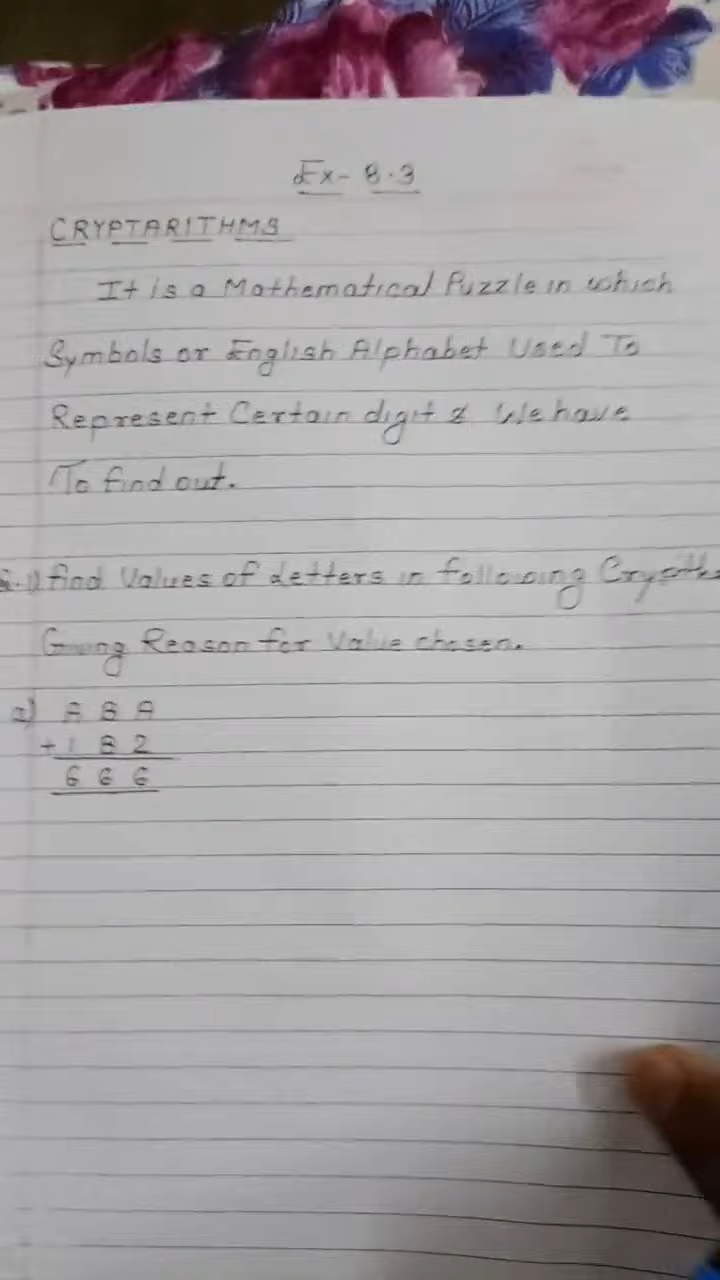 Ex- 8.3
CRYPTARITHMS
It is a Mathematical Puzzle in which
Symbols or English Alphabet Used To
Represent Certain digit & We have
To find out.
1) find Values of Letters in following
Giving Reason for Value chosen.
a) A B A
+ 1 B 2
6 6 6